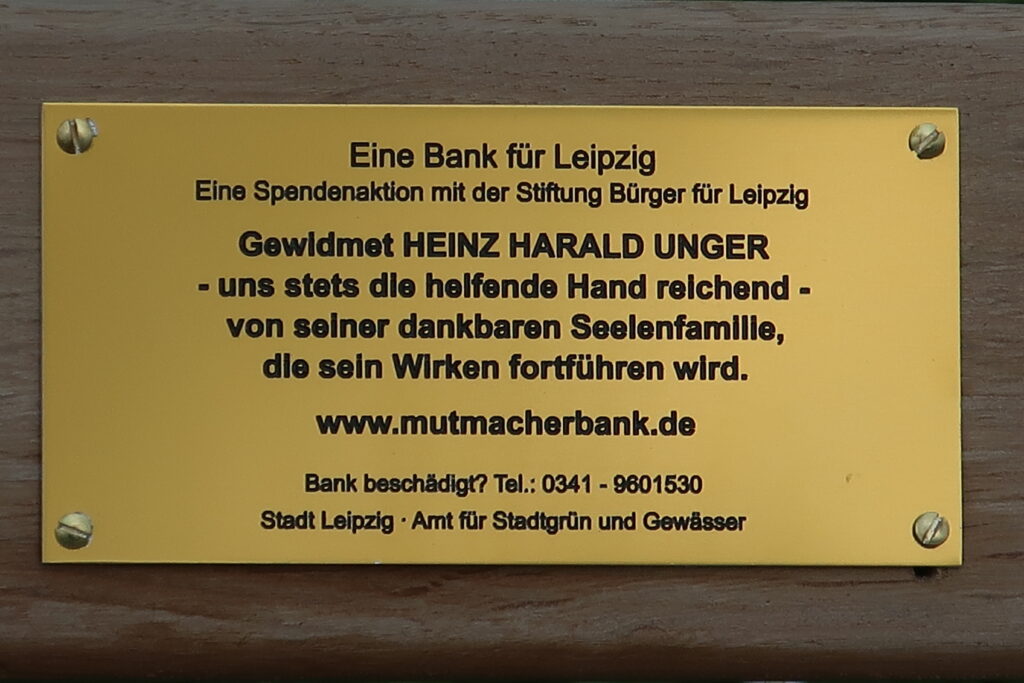 Eine Bank für Leipzig
Eine Spendenaktion mit der Stiftung Bürger für Leipzig
Gewidmet HEINZ HARALD UNGER
- uns stets die helfende Hand reichend -
von seiner dankbaren Seelenfamilie,
die sein Wirken fortführen wird.
www.mutmacherbank.de
Bank beschädigt? Tel.: 0341 - 9601530
Stadt Leipzig · Amt für Stadtgrün und Gewässer